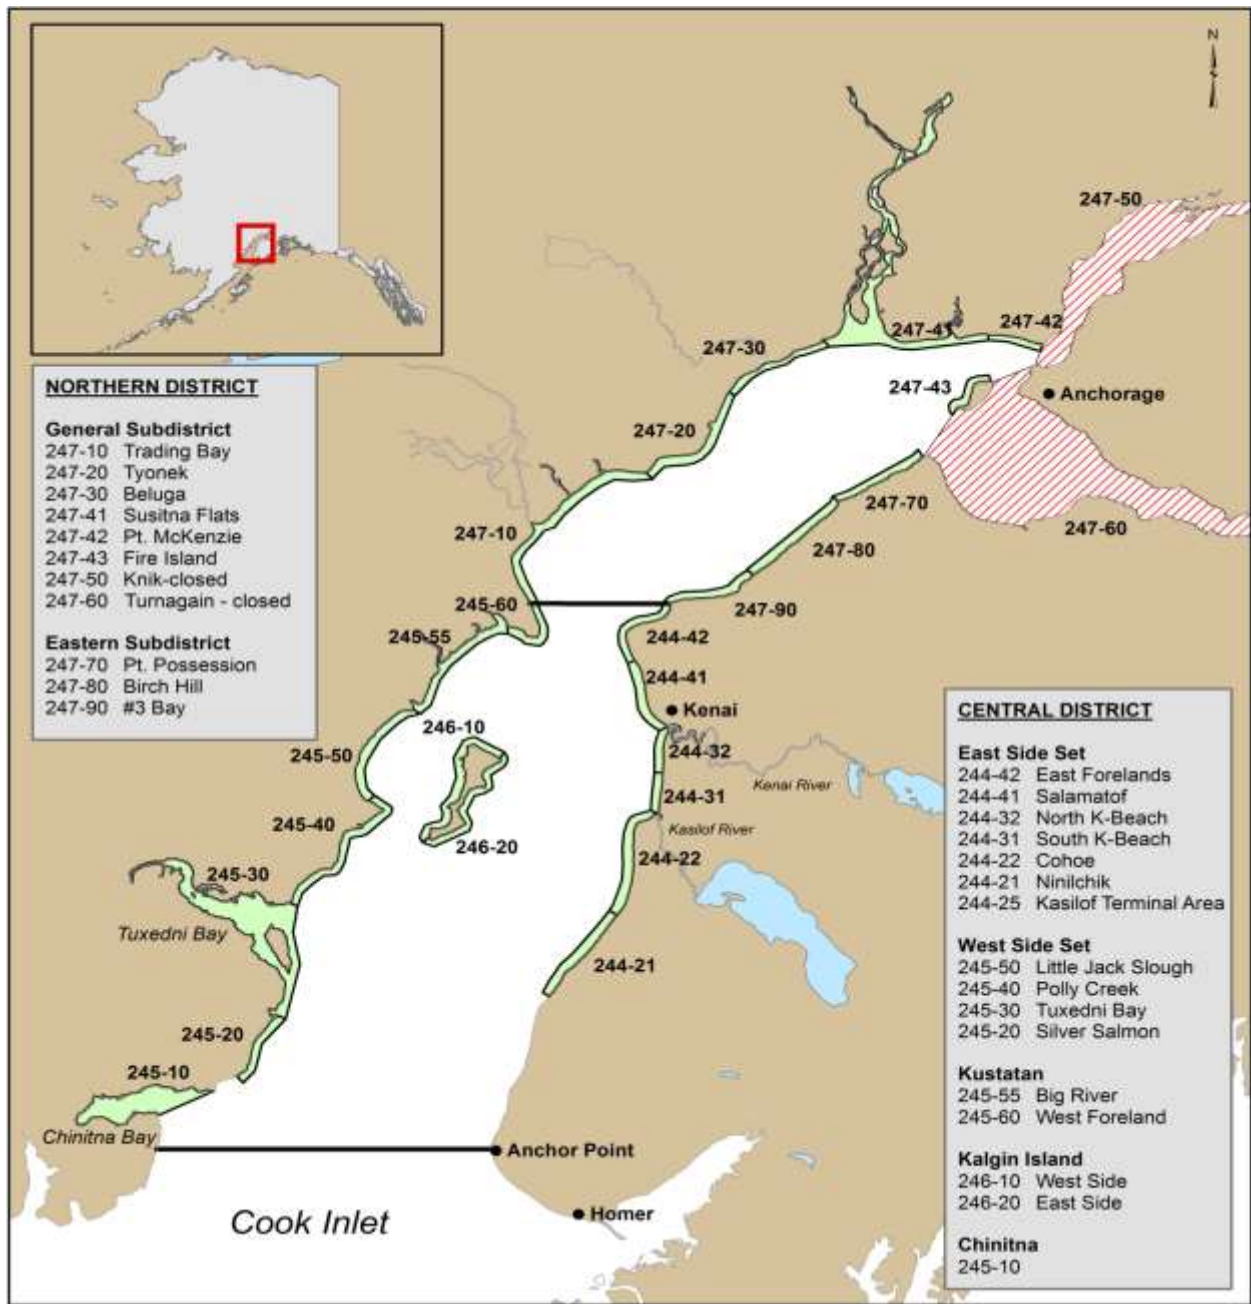 N
247-50
247-42
247-41
247-30
247-43
Anchorage
247-20
247-70
247-10
247-60
247-80
245-60
247-90
245-55
244-42
244-41
Kenai
246-10
245-50
244-32
Kenai River
244-31
245-40
Kasilof River
246-20
244-22
245-30
Tuxedni Bay
244-21
245-20
245-10
Chinitna Bay
Anchor Point
Homer
Cook Inlet
NORTHERN DISTRICT
General Subdistrict
247-10 Trading Bay
247-20 Tyonek
247-30 Beluga
247-41 Susitna Flats
247-42 Pt. McKenzie
247-43 Fire Island
247-50 Knik-closed
247-60 Turnagain - closed
Eastern Subdistrict
247-70 Pt. Possession
247-80 Birch Hill
247-90 #3 Bay
CENTRAL DISTRICT
East Side Set
244-42 East Forelands
244-41 Salamatof
244-32 North K-Beach
244-31 South K-Beach
244-22 Cohoe
244-21 Ninilchik
244-25 Kasilof Terminal Area
West Side Set
245-50 Little Jack Slough
245-40 Polly Creek
245-30 Tuxedni Bay
245-20 Silver Salmon
Kustatan
245-55 Big River
245-60 West Foreland
Kalgin Island
246-10 West Side
246-20 East Side
Chinitna
245-10